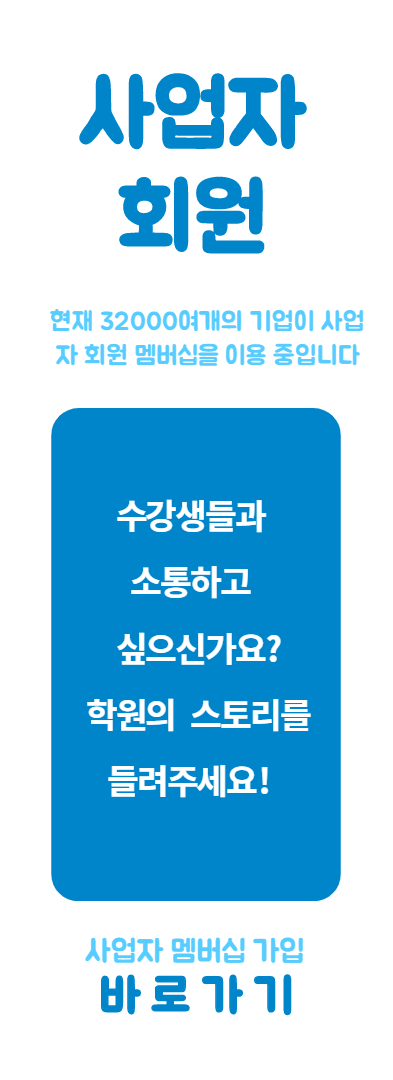 사업자
회원
현재 32000여개의 기업이 사업
자 회원 멤버십을 이용 중입니다
수강생들과
소통하고
싶으신가요?
학원의 스토리를
들려주세요!
사업자 멤버십 가입
바로가기